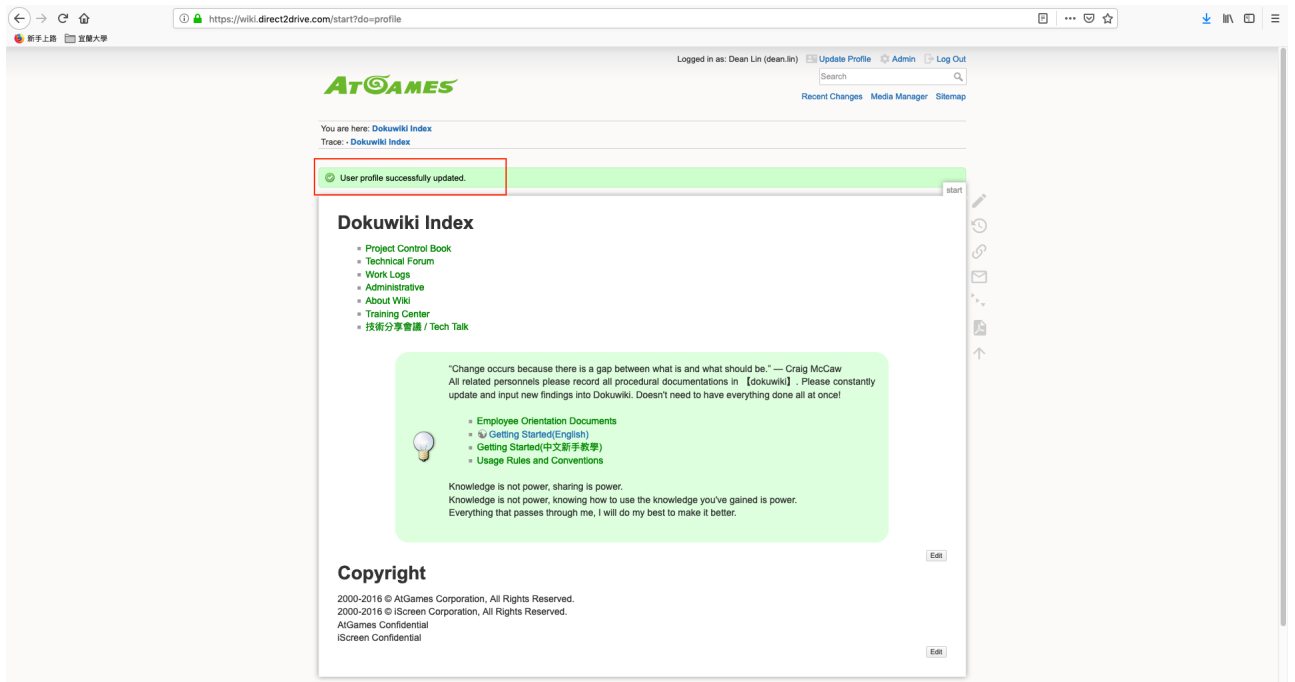 https://wiki.direct2drive.com/start?do=profile
新手上路 宜蘭大學
Logged in as: Dean Lin (dean.lin) Update Profile Admin Log Out
ATGAMES
Search
Recent Changes Media Manager Sitemap
You are here: Dokuwiki Index
Trace: • Dokuwiki Index
User profile successfully updated.
start
Dokuwiki Index
Project Control Book
Technical Forum
Work Logs
Administrative
About Wiki
Training Center
技術分享會議 / Tech Talk
“Change occurs because there is a gap between what is and what should be.” — Craig McCaw
All related personnels please record all procedural documentations in 【dokuwiki】. Please constantly
update and input new findings into Dokuwiki. Doesn't need to have everything done all at once!
Employee Orientation Documents
Getting Started(English)
Getting Started(中文新手教學)
Usage Rules and Conventions
Knowledge is not power, sharing is power.
Knowledge is not power, knowing how to use the knowledge you've gained is power.
Everything that passes through me, I will do my best to make it better.
Edit
Copyright
2000-2016 © AtGames Corporation, All Rights Reserved.
2000-2016 © iScreen Corporation, All Rights Reserved.
AtGames Confidential
iScreen Confidential
Edit